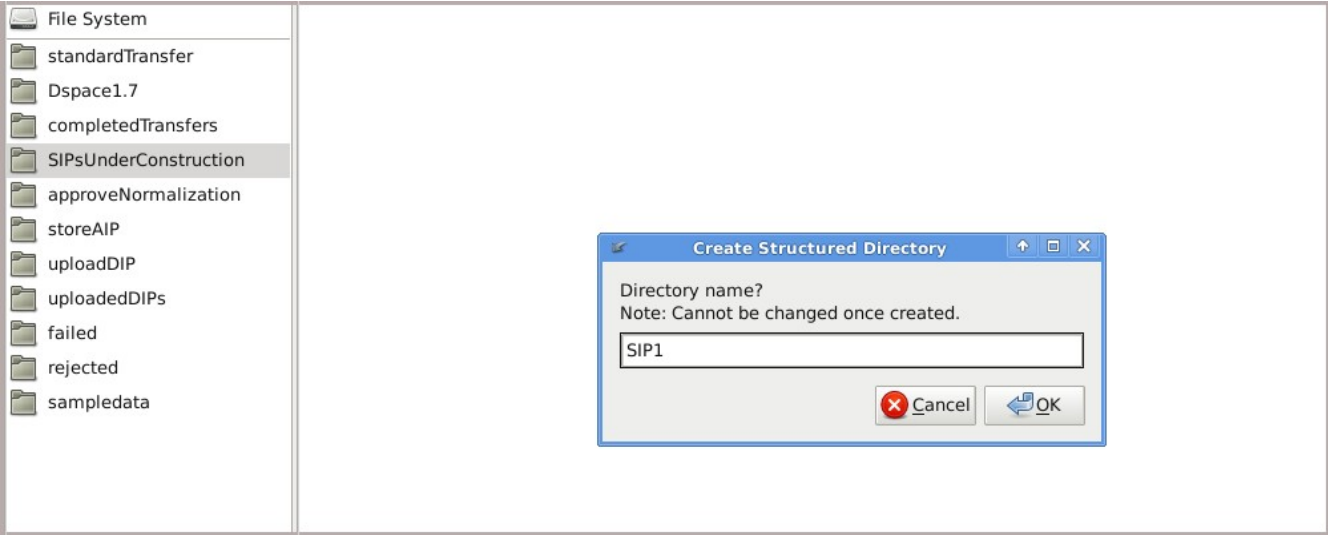 File System
standardTransfer
Dspace1.7
completedTransfers
SIPsUnderConstruction
approveNormalization
storeAIP
uploadDIP
uploadedDIPs
failed
rejected
sampledata
Create Structured Directory
Directory name?
Note: Cannot be changed once created.
SIP1
Cancel OK